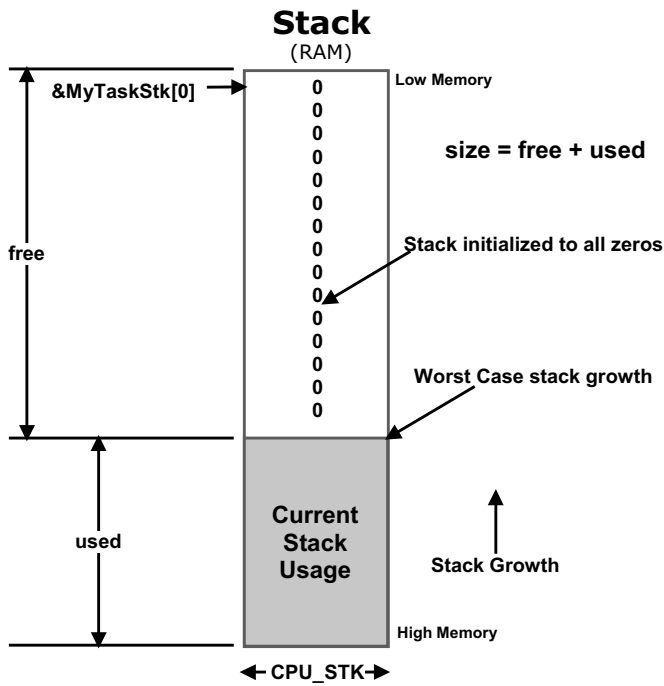 Stack
(RAM)
&MyTaskStk[0]
Low Memory
0
0
0
size = free + used
0
0
0
0
Stack initialized to all zeros
free
0
0
0
0
0
0
Worst Case stack growth
0
0
Current
Stack
Usage
used
Stack Growth
High Memory
CPU_STK